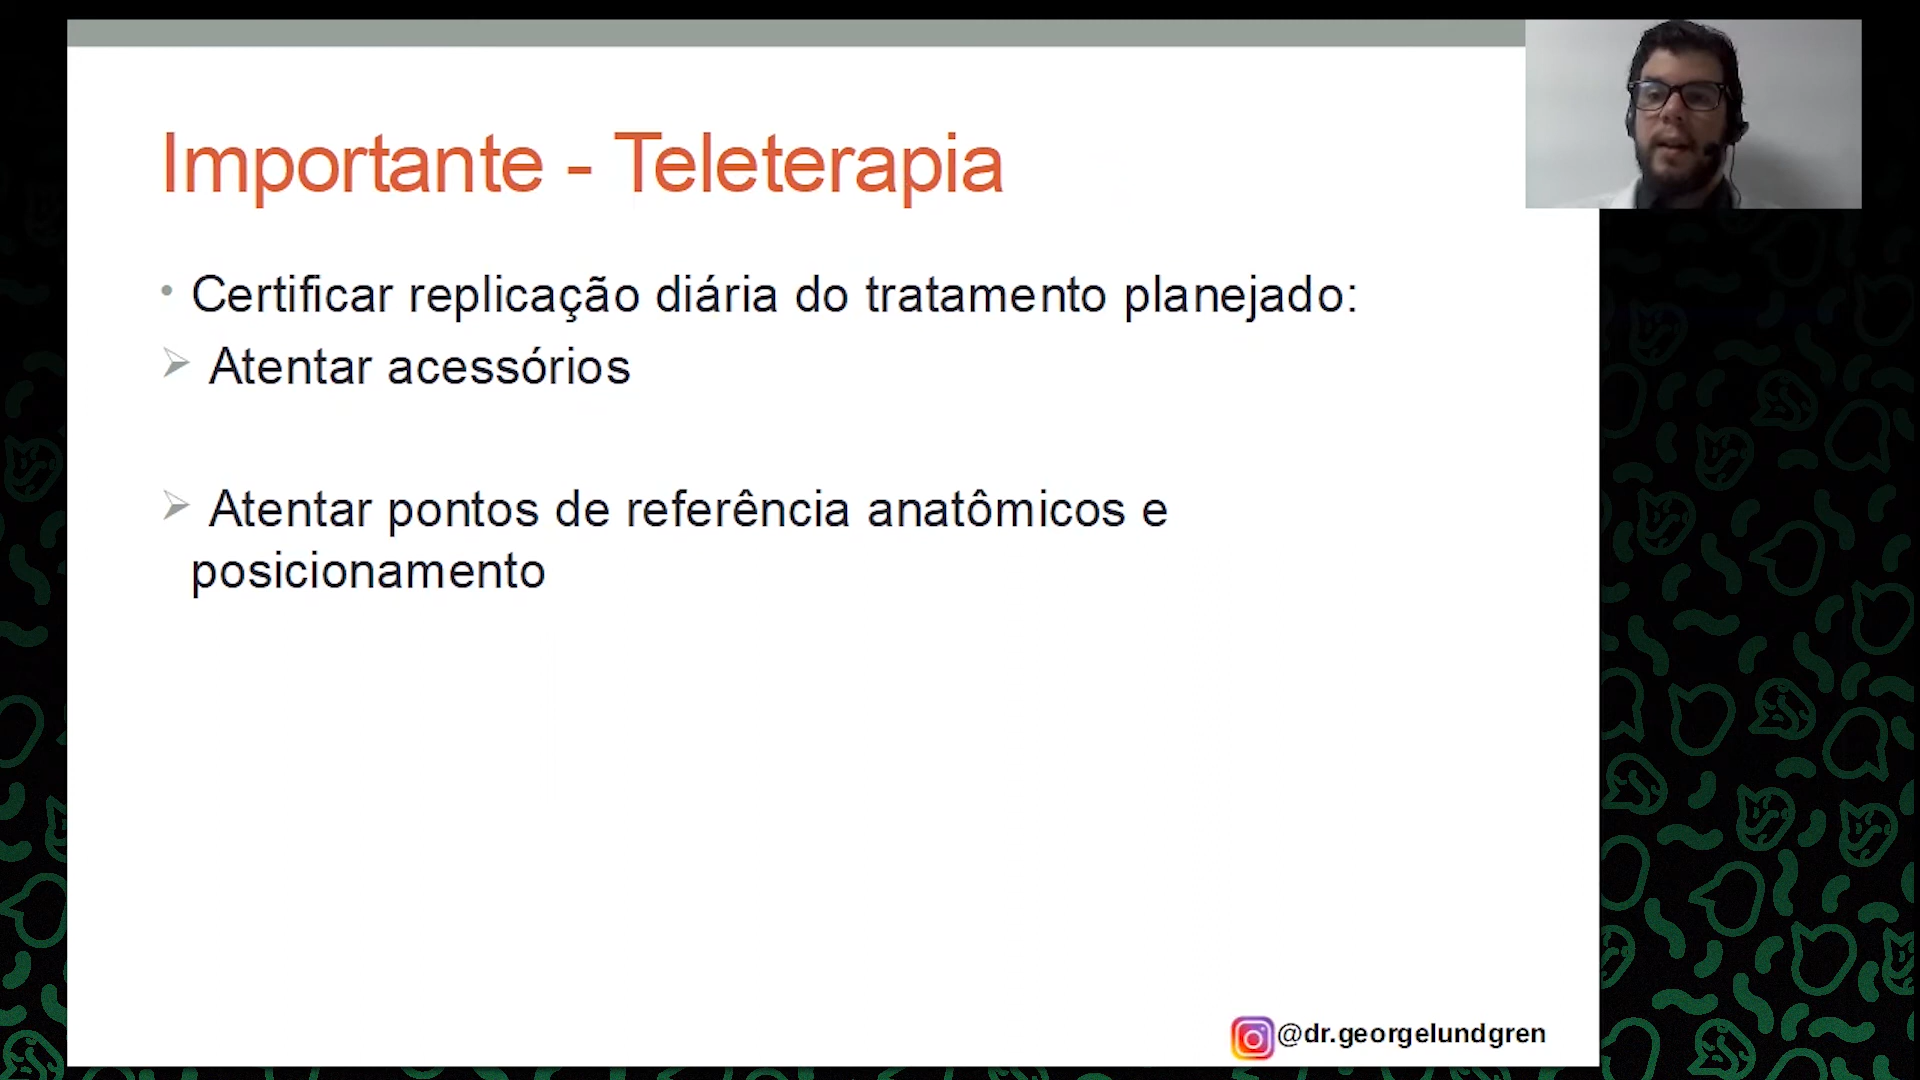 Importante - Teleterapia
• Certificar replicação diária do tratamento planejado:
➢ Atentar acessórios
➢ Atentar pontos de referência anatômicos e
posicionamento
@dr.georgelundgren